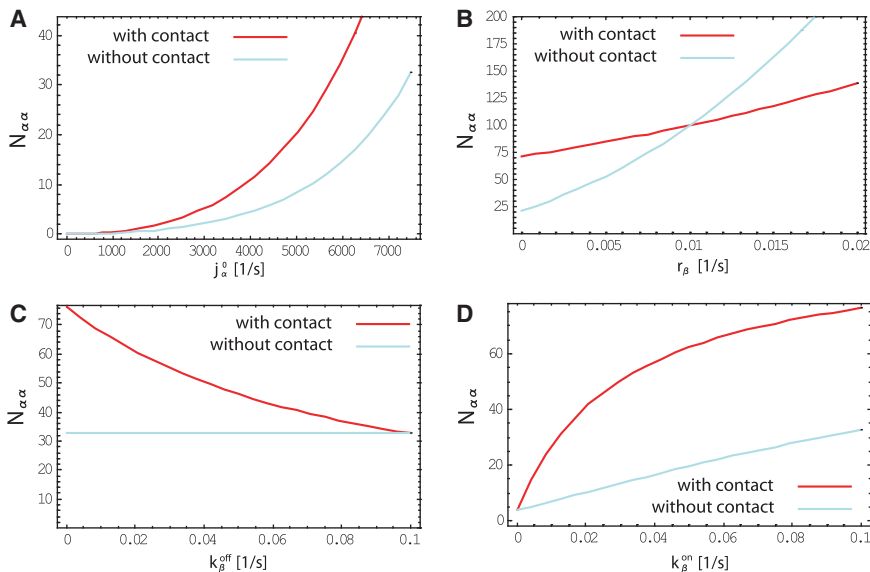 A
with contact
without contact
40
30
20
10
0
N αα
0 1000 2000 3000 4000 5000 6000 7000
j α 0 [1/s]
B
with contact
without contact
200
175
150
125
100
75
50
25
N αα
0 0.005 0.01 0.015 0.02
r β [1/s]
C
with contact
without contact
70
60
50
40
30
20
10
N αα
0 0.02 0.04 0.06 0.08 0.1
k β off [1/s]
D
60
40
20
0
N αα
with contact
without contact
0 0.02 0.04 0.06 0.08 0.1
k β on [1/s]